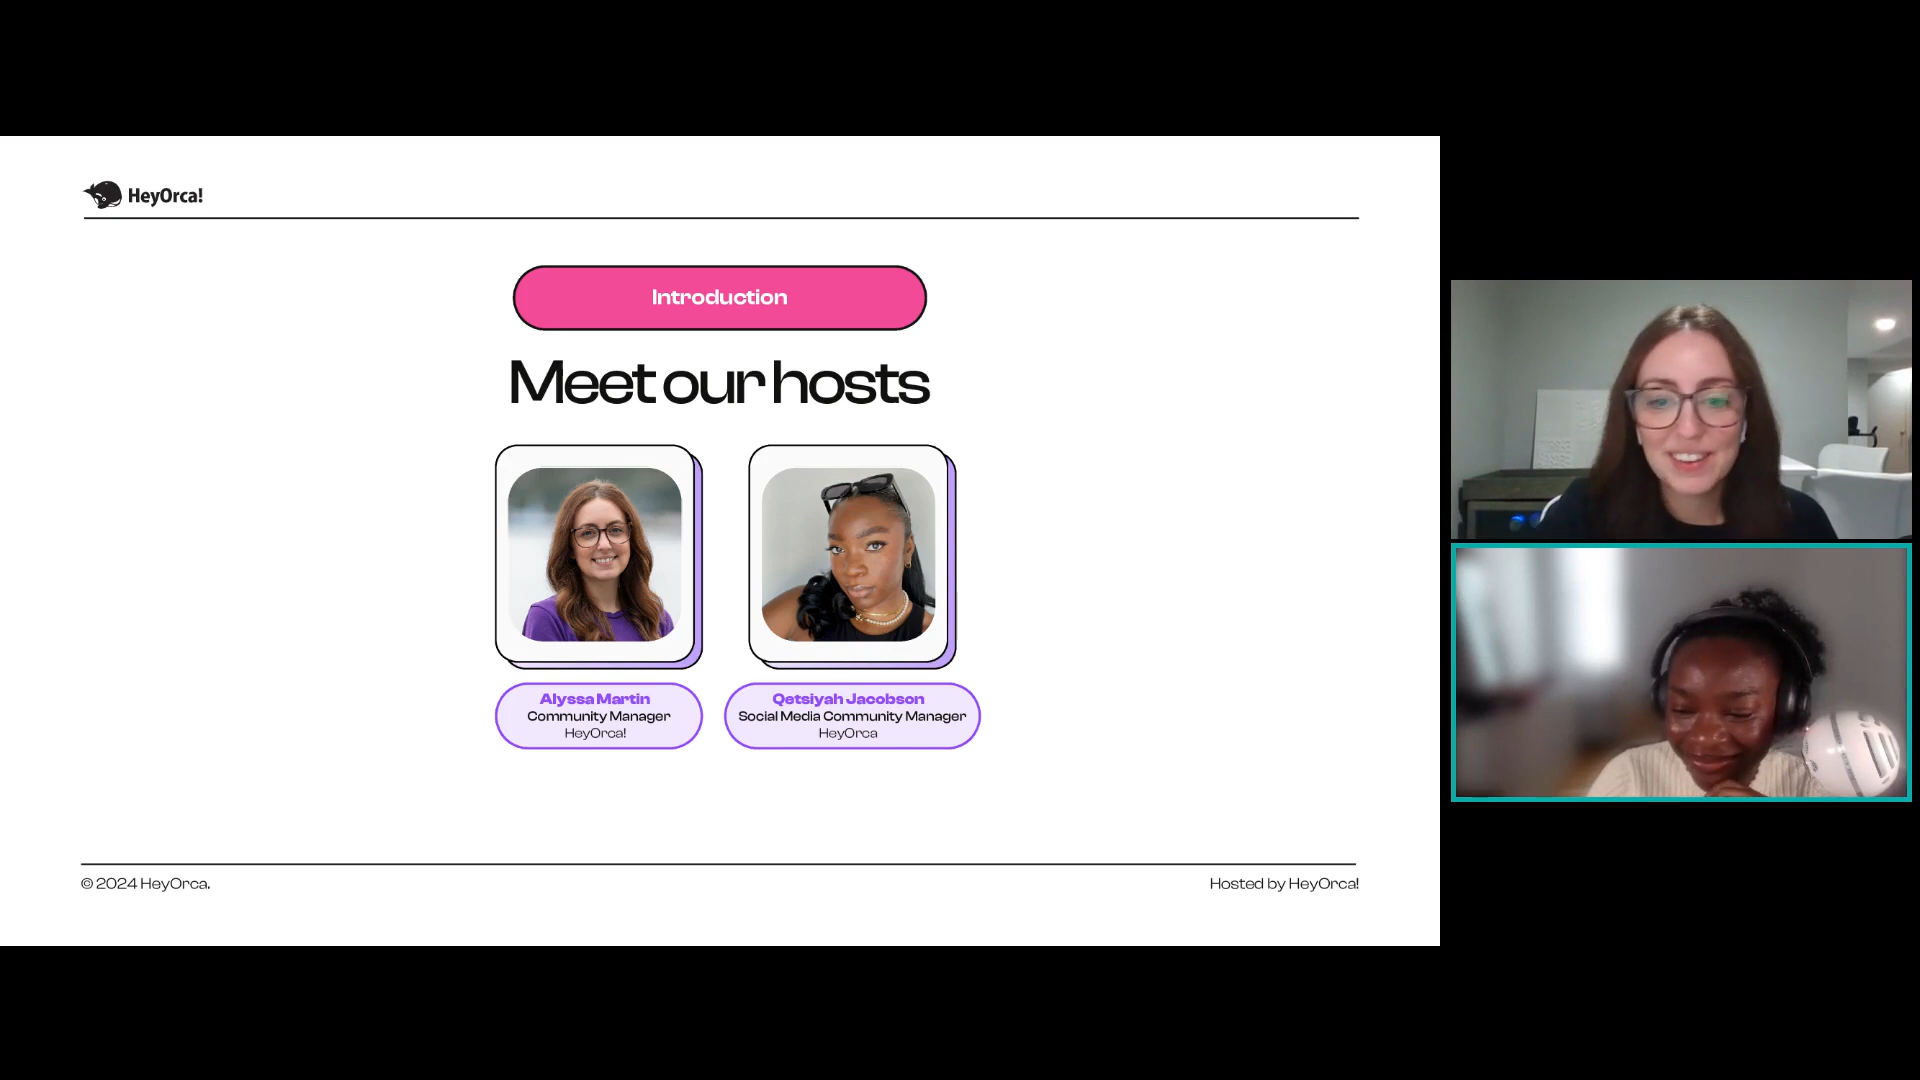 HeyOrca!
Introduction
Meet our hosts
Alyssa Martin
Community Manager
HeyOrca!
Qetsiyah Jacobson
Social Media Community Manager
HeyOrca
© 2024 HeyOrca.
Hosted by HeyOrca!